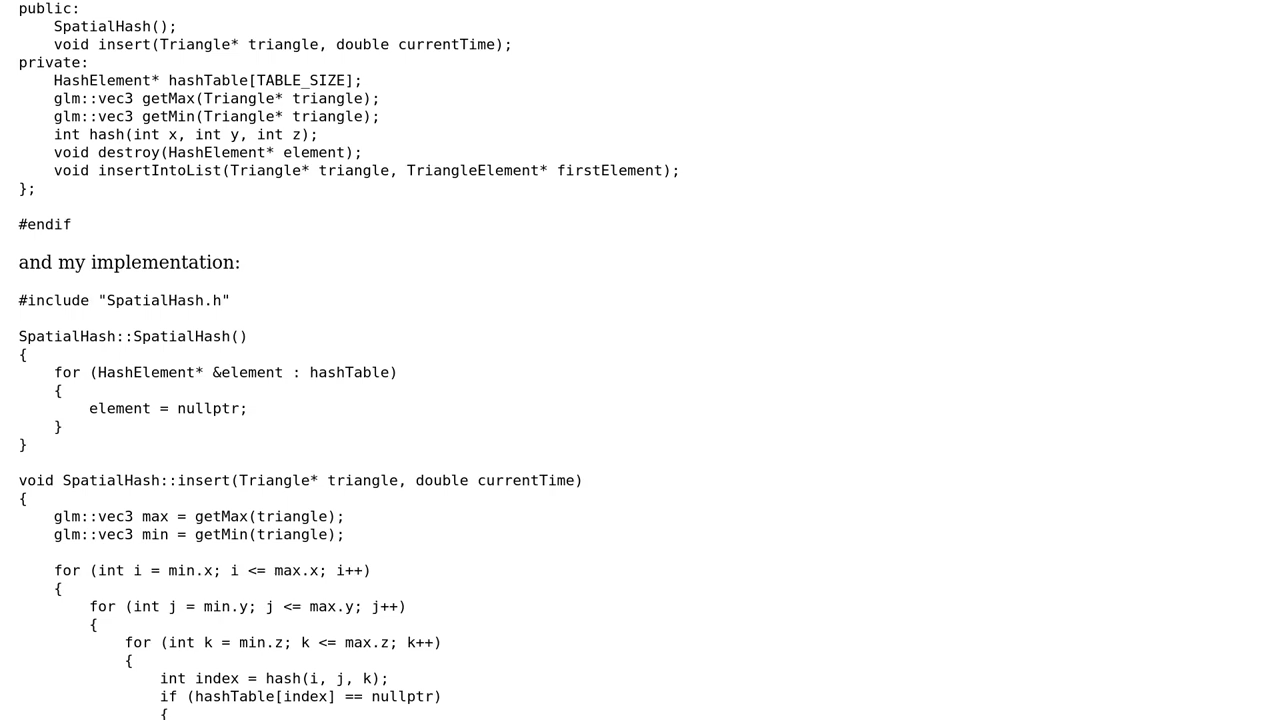 public:
    SpatialHash();
    void insert(Triangle* triangle, double currentTime);
private:
    HashElement* hashTable[TABLE_SIZE];
    glm::vec3 getMax(Triangle* triangle);
    glm::vec3 getMin(Triangle* triangle);
    int hash(int x, int y, int z);
    void destroy(HashElement* element);
    void insertIntoList(Triangle* triangle, TriangleElement* firstElement);
};
#endif
and my implementation:
#include "SpatialHash.h"
SpatialHash::SpatialHash()
{
    for (HashElement* &element : hashTable)
    {
        element = nullptr;
    }
}
void SpatialHash::insert(Triangle* triangle, double currentTime)
{
    glm::vec3 max = getMax(triangle);
    glm::vec3 min = getMin(triangle);
    for (int i = min.x; i <= max.x; i++)
    {
        for (int j = min.y; j <= max.y; j++)
        {
            for (int k = min.z; k <= max.z; k++)
            {
                int index = hash(i, j, k);
                if (hashTable[index] == nullptr)
                {